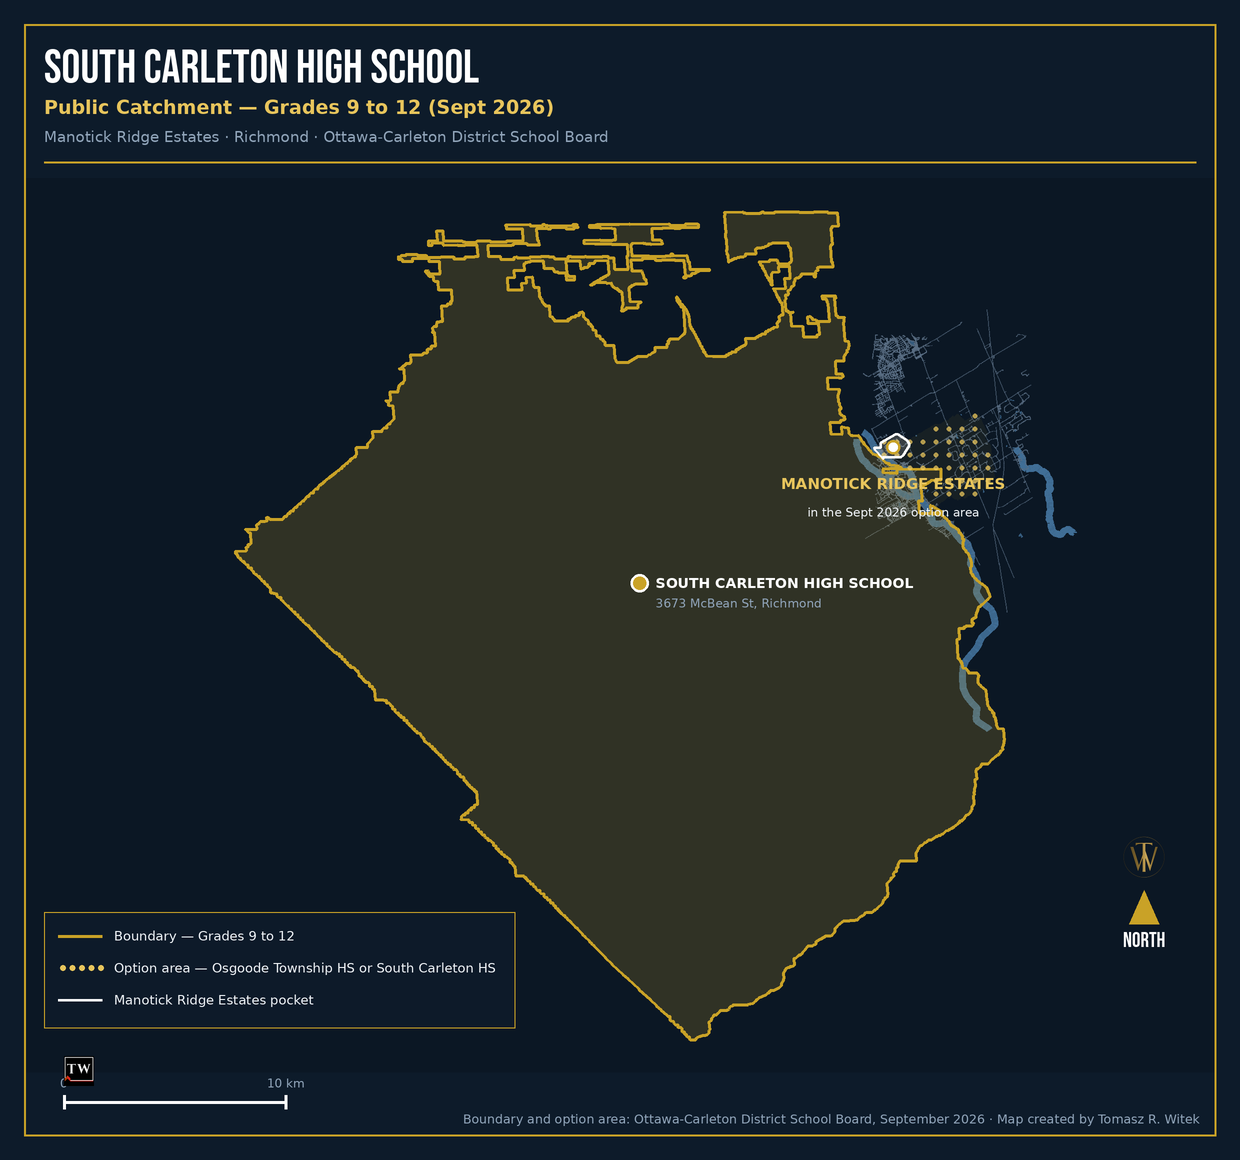 SOUTH CARLETON HIGH SCHOOL
Public Catchment — Grades 9 to 12 (Sept 2026)
Manotick Ridge Estates · Richmond · Ottawa-Carleton District School Board
MANOTICK RIDGE ESTATES
in the Sept 2026 option area
SOUTH CARLETON HIGH SCHOOL
3673 McBean St, Richmond
TW
NORTH
Boundary — Grades 9 to 12
Option area — Osgoode Township HS or South Carleton HS
Manotick Ridge Estates pocket
TW
0 10 km
Boundary and option area: Ottawa-Carleton District School Board, September 2026 · Map created by Tomasz R. Witek